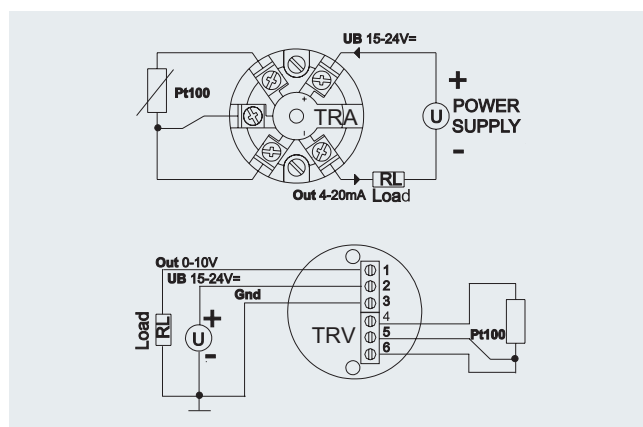 UB 15-24V=
+
Pt100
+
TRA
U
POWER
SUPPLY
-
-
RL
Out 4-20mA
Load
Out 0-10V
UB 15-24V=
Gnd
1
2
3
4
5
6
Load
RL
U
+
-
TRV
Pt100